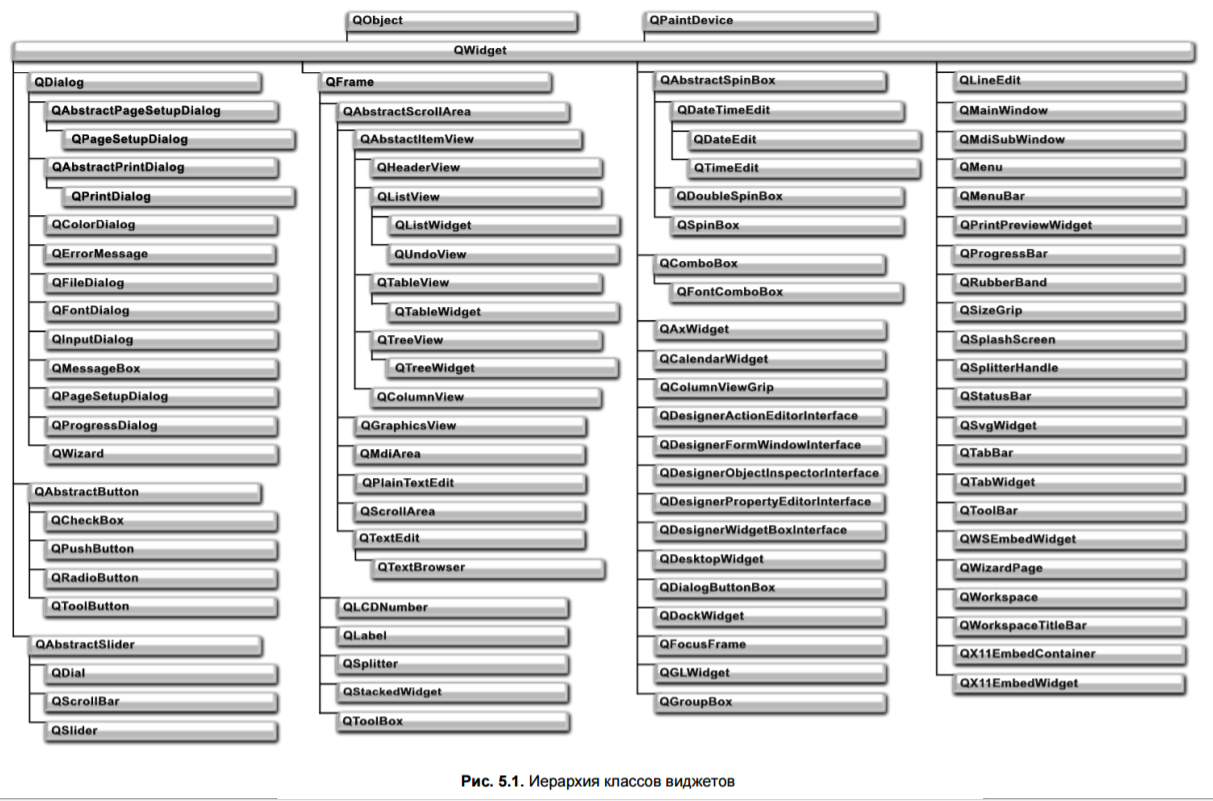 QObject
QPaintDevice
QWidget
QDialog
QAbstractPageSetupDialog
QPageSetupDialog
QAbstractPrintDialog
QPrintDialog
QColorDialog
QErrorMessage
QFileDialog
QFontDialog
QInputDialog
QMessageBox
QPageSetupDialog
QProgressDialog
QWizard
QAbstractButton
QCheckBox
QPushButton
QRadioButton
QToolButton
QAbstractSlider
QDial
QScrollBar
QSlider
QFrame
QAbstractScrollArea
QAbstactItemView
QHeaderView
QListView
QListWidget
QUndoView
QTableView
QTableWidget
QTreeView
QTreeWidget
QColumnView
QGraphicsView
QMdiArea
QPlainTextEdit
QScrollArea
QTextEdit
QTextBrowser
QLCDNumber
QLabel
QSplitter
QStackedWidget
QToolBox
QAbstractSpinBox
QDateTimeEdit
QDateEdit
QTimeEdit
QDoubleSpinBox
QSpinBox
QComboBox
QFontComboBox
QAxWidget
QCalendarWidget
QColumnViewGrip
QDesignerActionEditorInterface
QDesignerFormWindowInterface
QDesignerObjectInspectorInterface
QDesignerPropertyEditorInterface
QDesignerWidgetBoxInterface
QDesktopWidget
QDialogButtonBox
QDockWidget
QFocusFrame
QGLWidget
QGroupBox
QLineEdit
QMainWindow
QMdiSubWindow
QMenu
QMenuBar
QPrintPreviewWidget
QProgressBar
QRubberBand
QSizeGrip
QSplashScreen
QSplitterHandle
QStatusBar
QSvgWidget
QTabBar
QTabWidget
QToolBar
QWSEmbedWidget
QWizardPage
QWorkspace
QWorkspaceTitleBar
QX11EmbedContainer
QX11EmbedWidget
Рис. 5.1. Иерархия классов виджетов